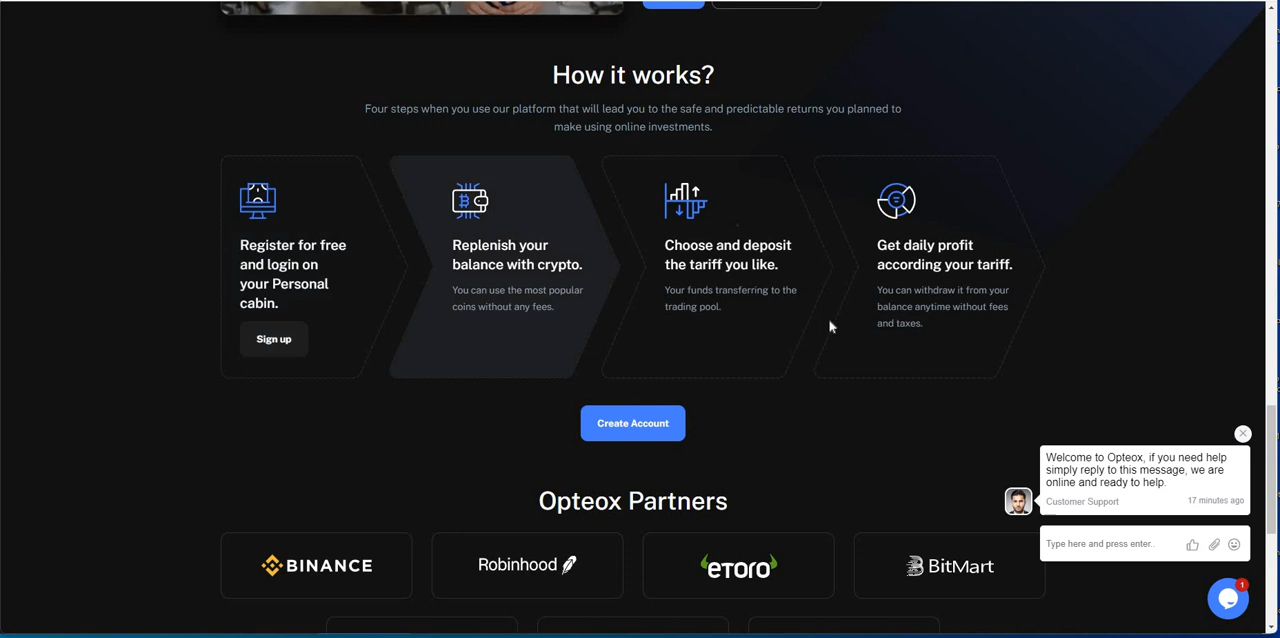 How it works?
Four steps when you use our platform that will lead you to the safe and predictable returns you planned to
make using online investments.
Register for free
and login on
your Personal
cabin.
Sign up
Replenish your
balance with crypto.
You can use the most popular
coins without any fees.
Choose and deposit
the tariff you like.
Your funds transferring to the
trading pool.
Get daily profit
according your tariff.
You can withdraw it from your
balance anytime without fees
and taxes.
Create Account
Opteox Partners
BINANCE
Robinhood
eToro
BitMart
Welcome to Opteox, if you need help
simply reply to this message, we are
online and ready to help.
Customer Support
17 minutes ago
Type here and press enter..
1